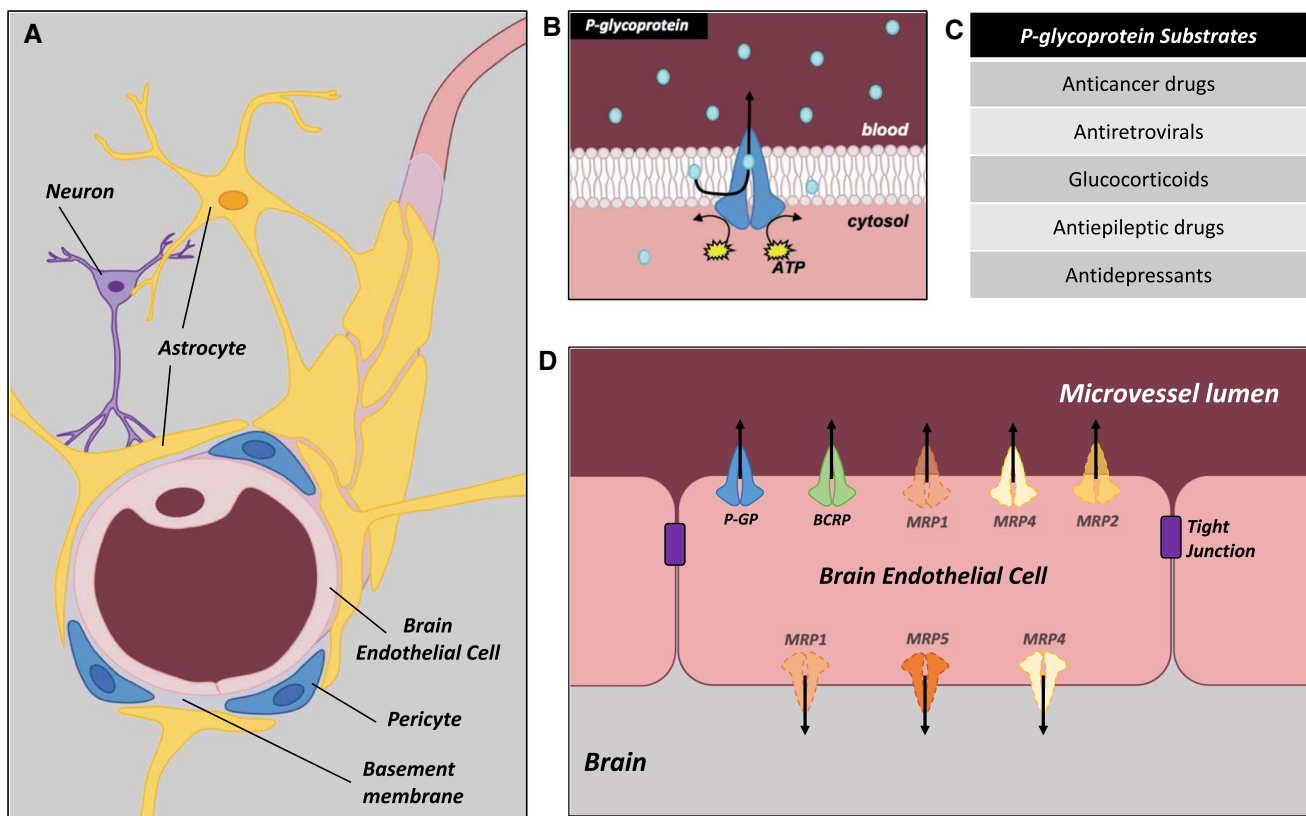 A
Neuron
Astrocyte
Brain
Endothelial Cell
Pericyte
Basement
membrane
B
P-glycoprotein
blood
cytosol
ATP
C
P-glycoprotein Substrates
Anticancer drugs
Antiretrovirals
Glucocorticoids
Antiepileptic drugs
Antidepressants
D
Microvessel lumen
P-GP
BCRP
MRP1
MRP4
MRP2
Tight
Junction
Brain Endothelial Cell
MRP1
MRP5
MRP4
Brain